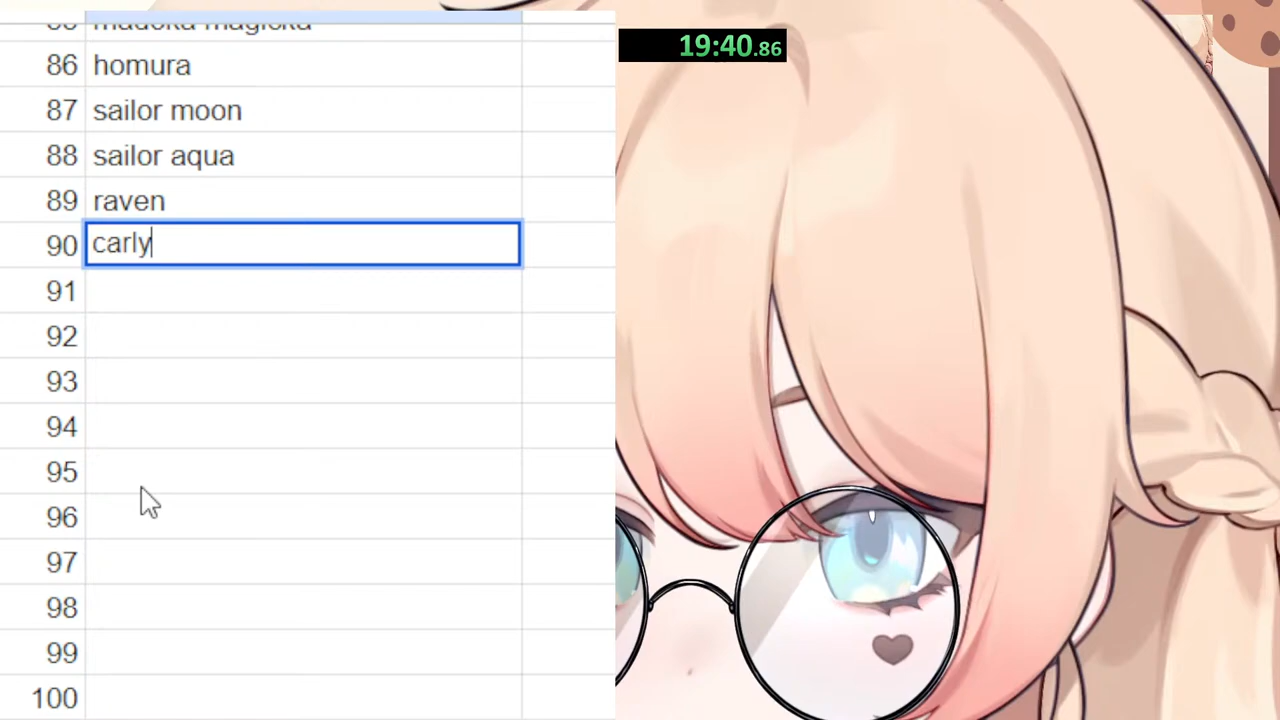 19:40.86
86 homura
87 sailor moon
88 sailor aqua
89 raven
90 carly
91
92
93
94
95
96
97
98
99
100